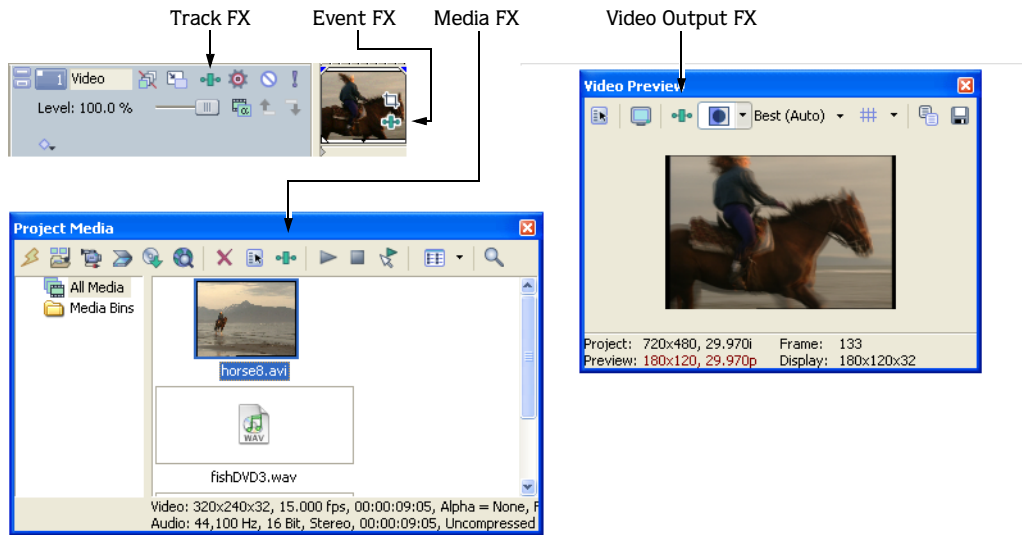 Track FX Event FX Media FX Video Output FX
1 Video
Level: 100.0 %
Video Preview
Best (Auto)
Project: 720x480, 29.970i Frame: 133
Preview: 180x120, 29.970p Display: 180x120x32
Project Media
All Media
Media Bins
horse8.avi
WAV
fishDVD3.wav
Video: 320x240x32, 15.000 fps, 00:00:09:05, Alpha = None, F
Audio: 44,100 Hz, 16 Bit, Stereo, 00:00:09:05, Uncompressed